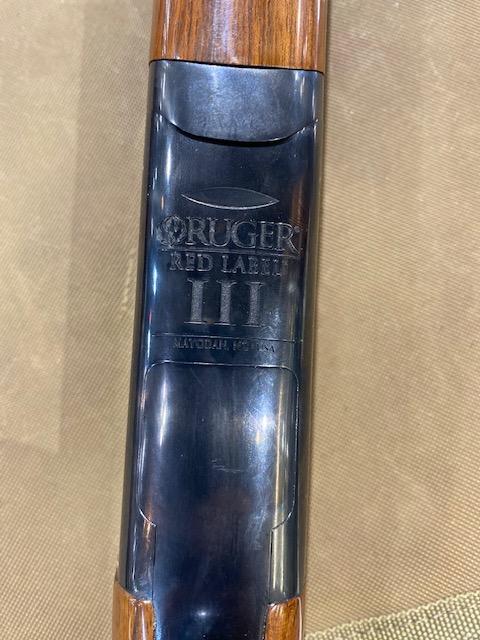 RUGER®
RED LABEL®
III
MAYODAN, NC USA